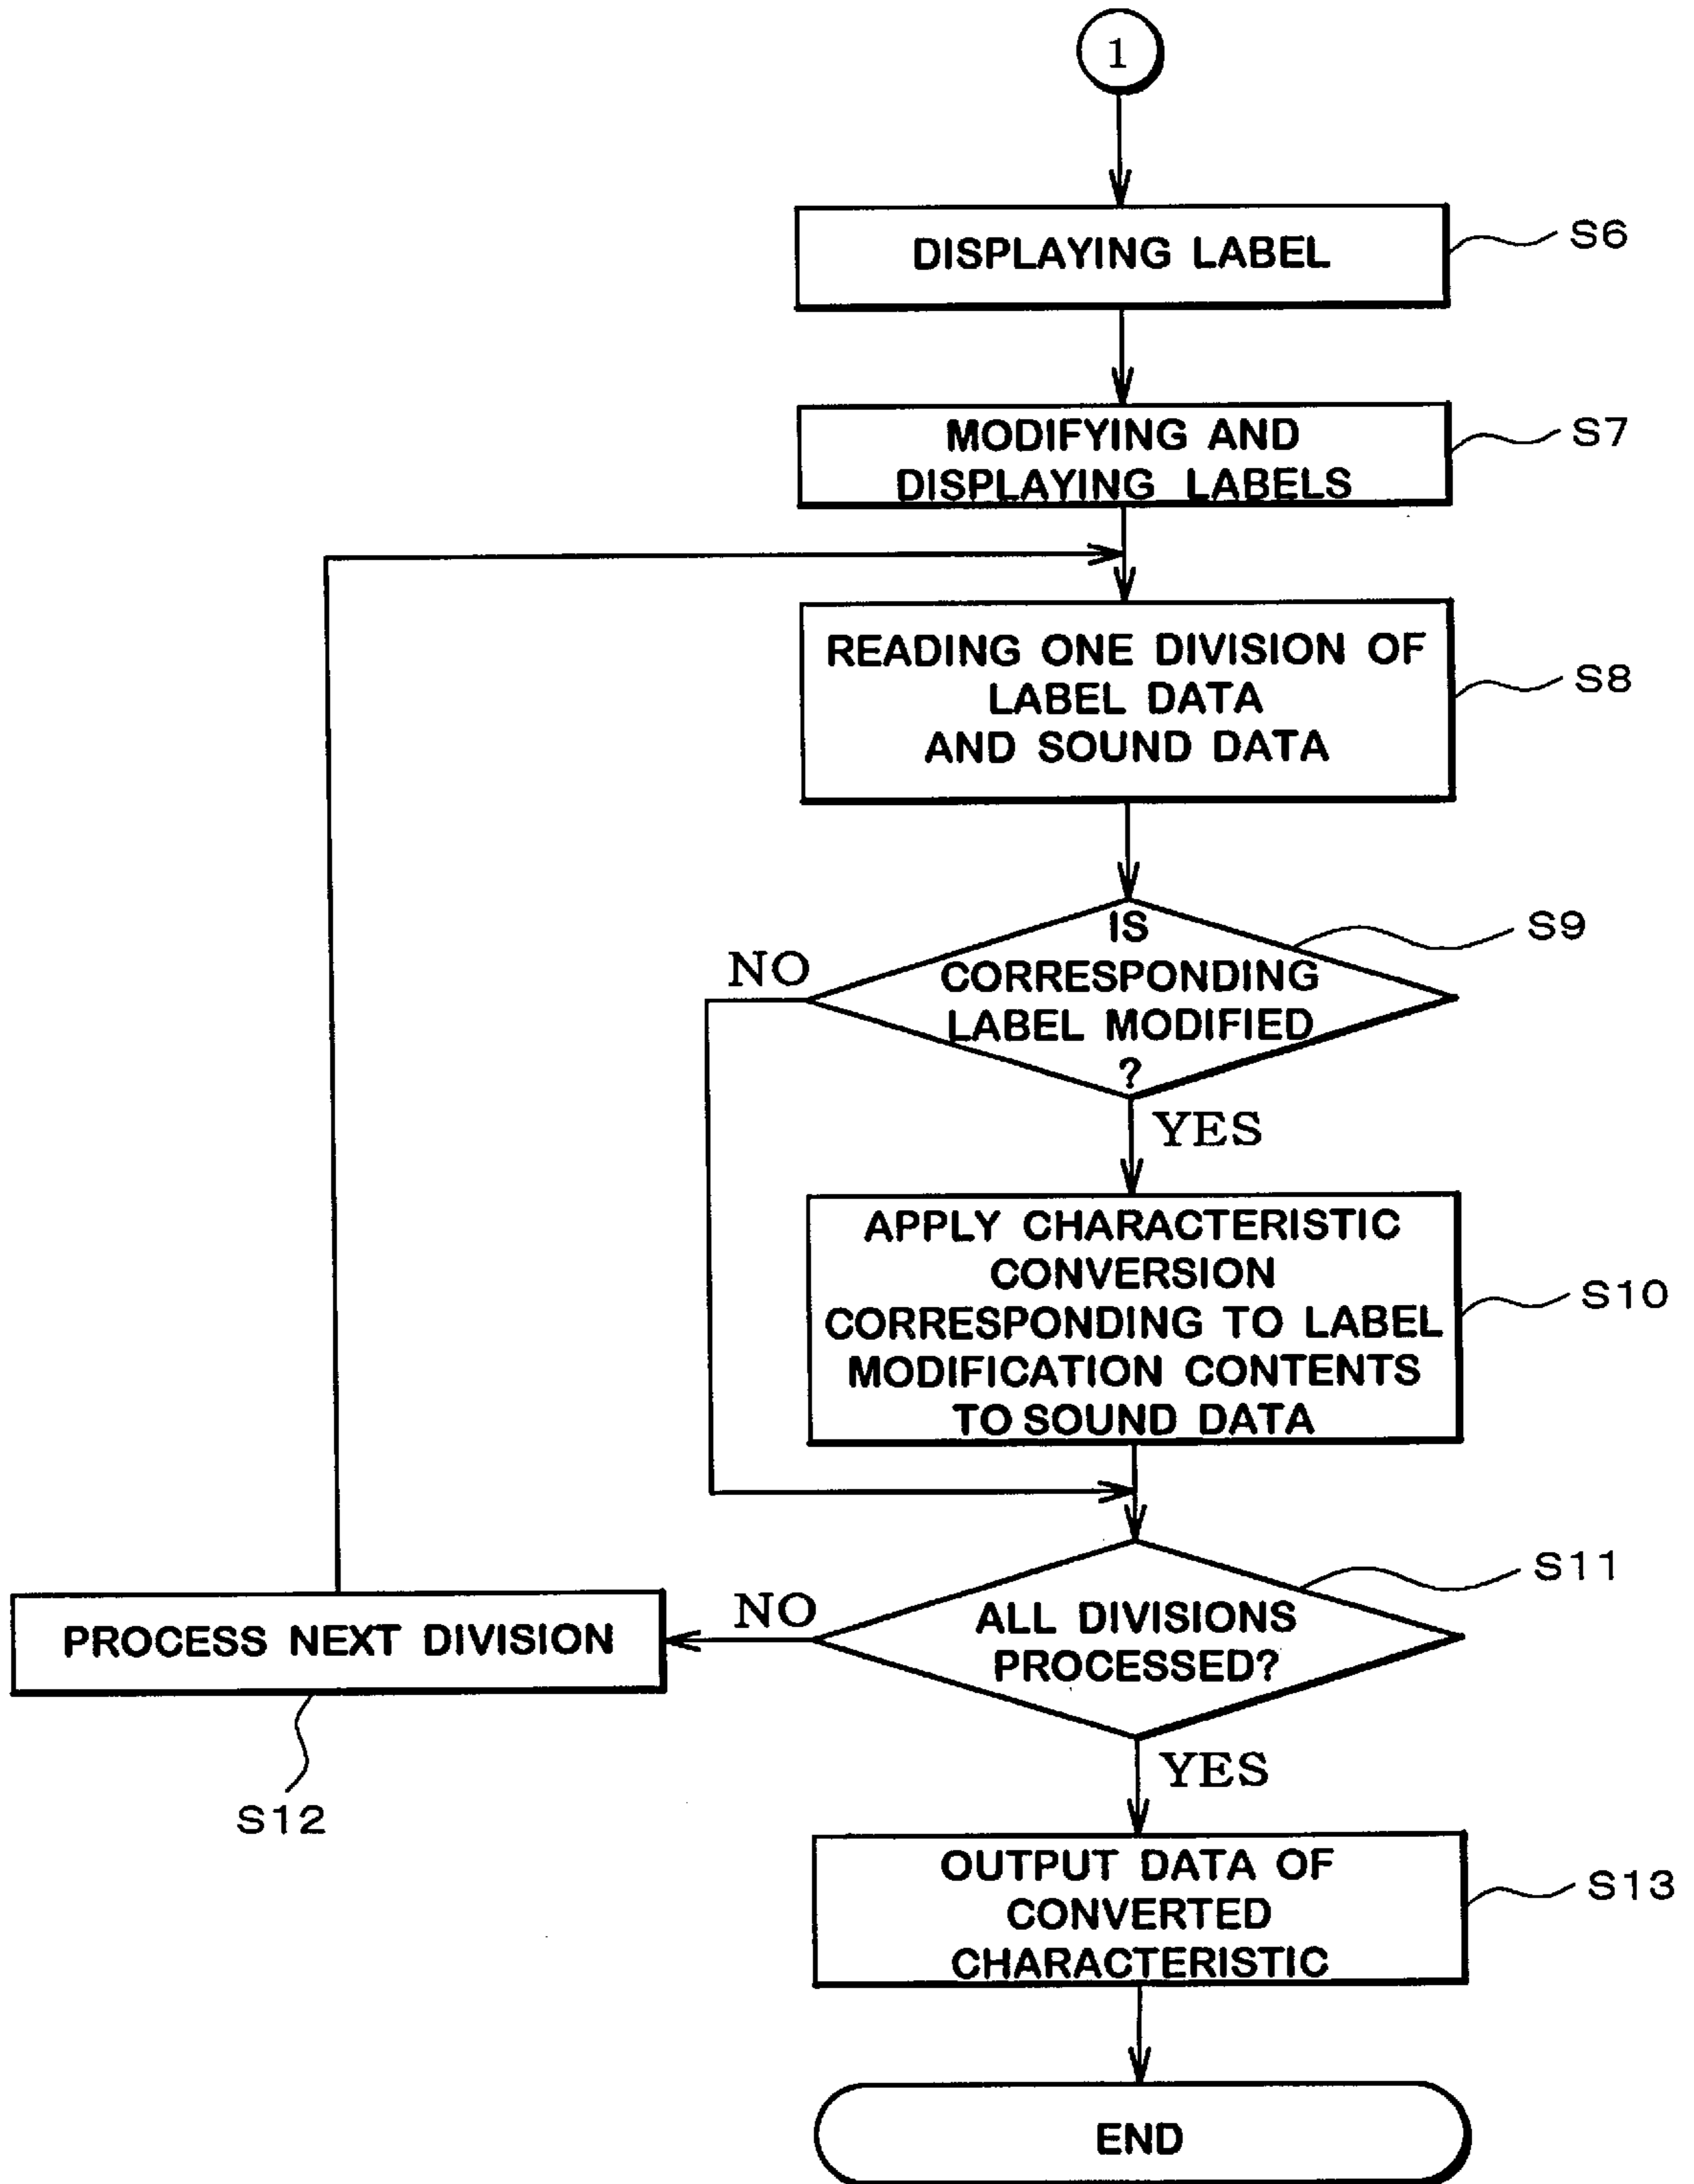 1
DISPLAYING LABEL
S6
MODIFYING AND
DISPLAYING LABELS
S7
READING ONE DIVISION OF
LABEL DATA
AND SOUND DATA
S8
IS
CORRESPONDING
LABEL MODIFIED
?
S9
NO
YES
APPLY CHARACTERISTIC
CONVERSION
CORRESPONDING TO LABEL
MODIFICATION CONTENTS
TO SOUND DATA
S10
ALL DIVISIONS
PROCESSED?
S11
NO
PROCESS NEXT DIVISION
S12
YES
OUTPUT DATA OF
CONVERTED
CHARACTERISTIC
S13
END